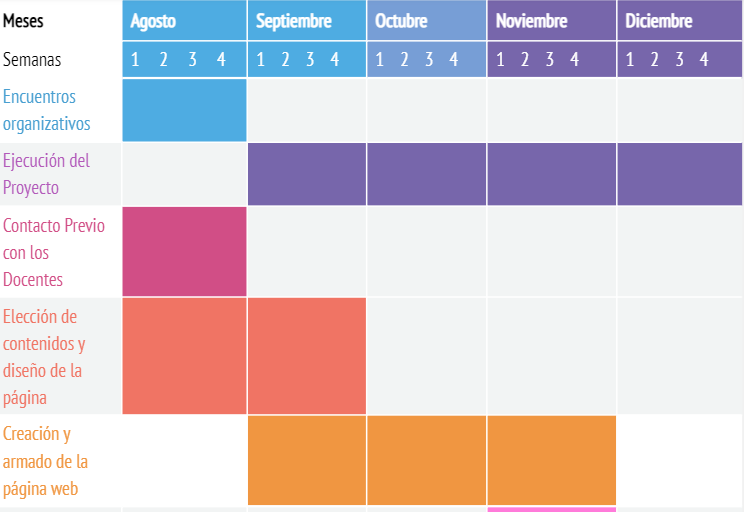 Meses Agosto Septiembre Octubre Noviembre Diciembre
Semanas 1 2 3 4 1 2 3 4 1 2 3 4 1 2 3 4 1 2 3 4
Encuentros
organizativos
Ejecución del
Proyecto
Contacto Previo
con los
Docentes
Elección de
contenidos y
diseño de la
página
Creación y
armado de la
página web